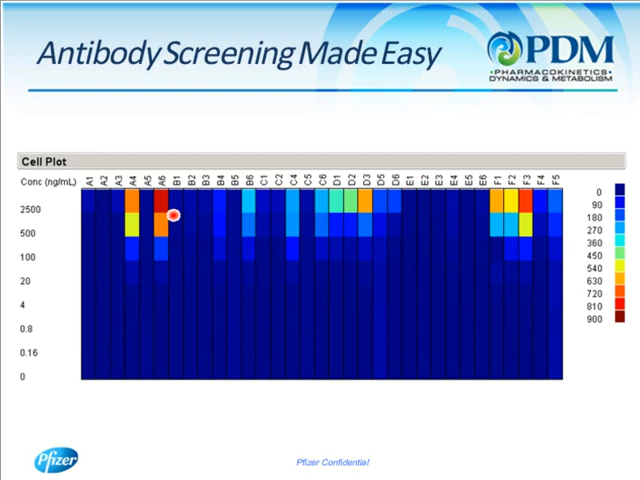 Antibody Screening Made Easy
PDM
PHARMACOKINETICS,
DYNAMICS & METABOLISM
Cell Plot
Conc (ng/mL) A1 A2 A3 A4 A5 A6 B1 B2 B3 B4 B5 B6 C1 C2 C4 C5 C6 D1 D2 D3 D5 D6 E1 E2 E3 E4 E5 E6 F1 F2 F3 F4 F5
2500
500
100
20
4
0.8
0.16
0
0
90
180
270
360
450
540
630
720
810
900
Pfizer
Pfizer Confidential